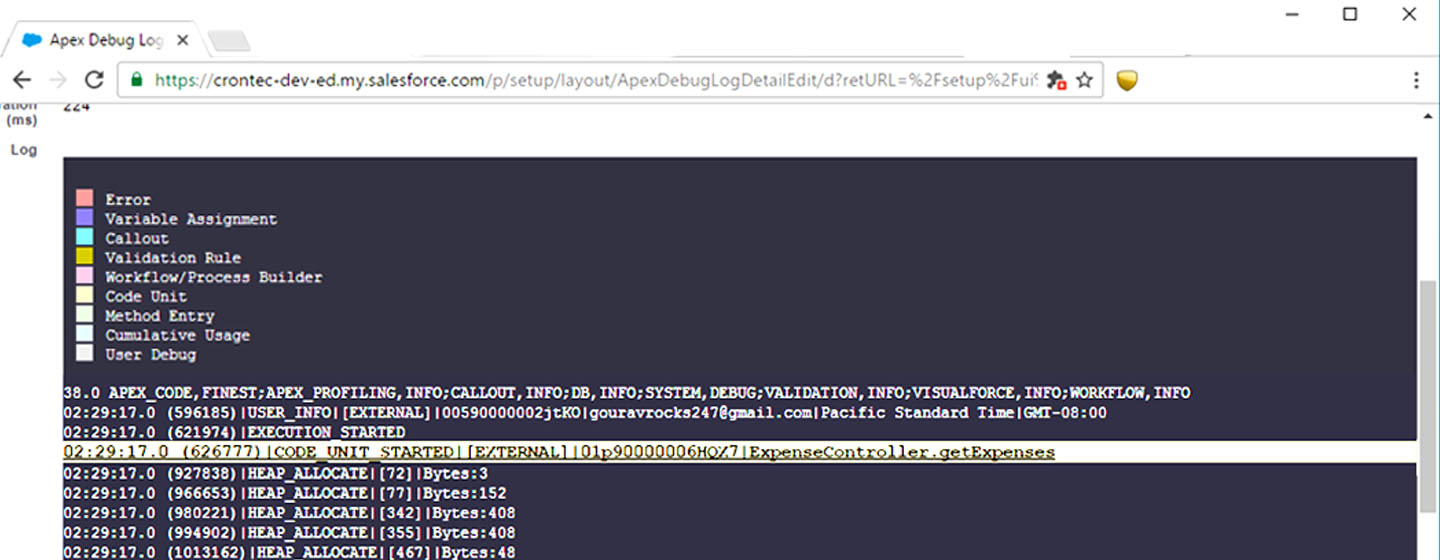 Apex Debug Log
https://crontec-dev-ed.my.salesforce.com/p/setup/layout/ApexDebugLogDetailEdit/d?retURL=%2Fsetup%2Fui%
(ms)
224
Log
Error
Variable Assignment
Callout
Validation Rule
Workflow/Process Builder
Code Unit
Method Entry
Cumulative Usage
User Debug
38.0 APEX_CODE,FINEST;APEX_PROFILING,INFO;CALLOUT,INFO;DB,INFO;SYSTEM,DEBUG;VALIDATION,INFO;VISUALFORCE,INFO;WORKFLOW,INFO
02:29:17.0 (596185)|USER_INFO|[EXTERNAL]|00590000002jtKO|gouravrocks247@gmail.com|Pacific Standard Time|GMT-08:00
02:29:17.0 (621974)|EXECUTION_STARTED
02:29:17.0 (626777)|CODE_UNIT_STARTED|[EXTERNAL]|01p90000006HQX7|ExpenseController.getExpenses
02:29:17.0 (927838)|HEAP_ALLOCATE|[72]|Bytes:3
02:29:17.0 (966653)|HEAP_ALLOCATE|[77]|Bytes:152
02:29:17.0 (980221)|HEAP_ALLOCATE|[342]|Bytes:408
02:29:17.0 (994902)|HEAP_ALLOCATE|[355]|Bytes:408
02:29:17.0 (1013162)|HEAP_ALLOCATE|[467]|Bytes:48